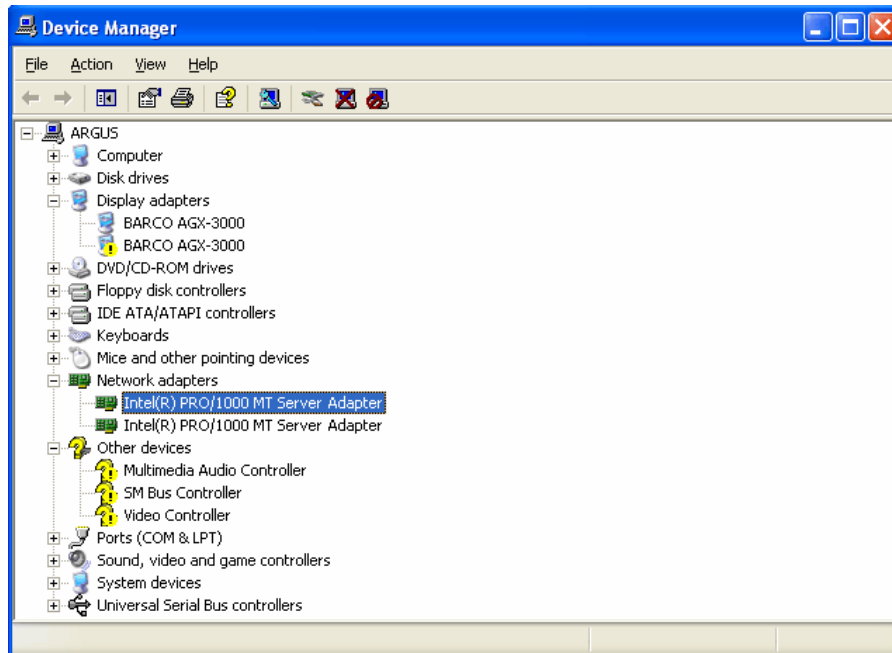 Device Manager
File Action View Help
ARGUS
Computer
Disk drives
Display adapters
BARCO AGX-3000
BARCO AGX-3000
DVD/CD-ROM drives
Floppy disk controllers
IDE ATA/ATAPI controllers
Keyboards
Mice and other pointing devices
Network adapters
Intel(R) PRO/1000 MT Server Adapter
Intel(R) PRO/1000 MT Server Adapter
Other devices
Multimedia Audio Controller
SM Bus Controller
Video Controller
Ports (COM & LPT)
Sound, video and game controllers
System devices
Universal Serial Bus controllers